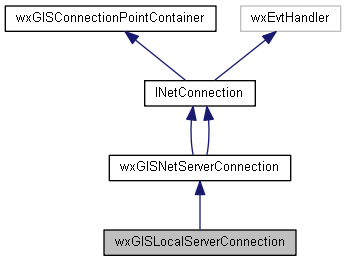 wxGISConnectionPointContainer
wxEvtHandler
INetConnection
wxGISNetServerConnection
wxGISLocalServerConnection